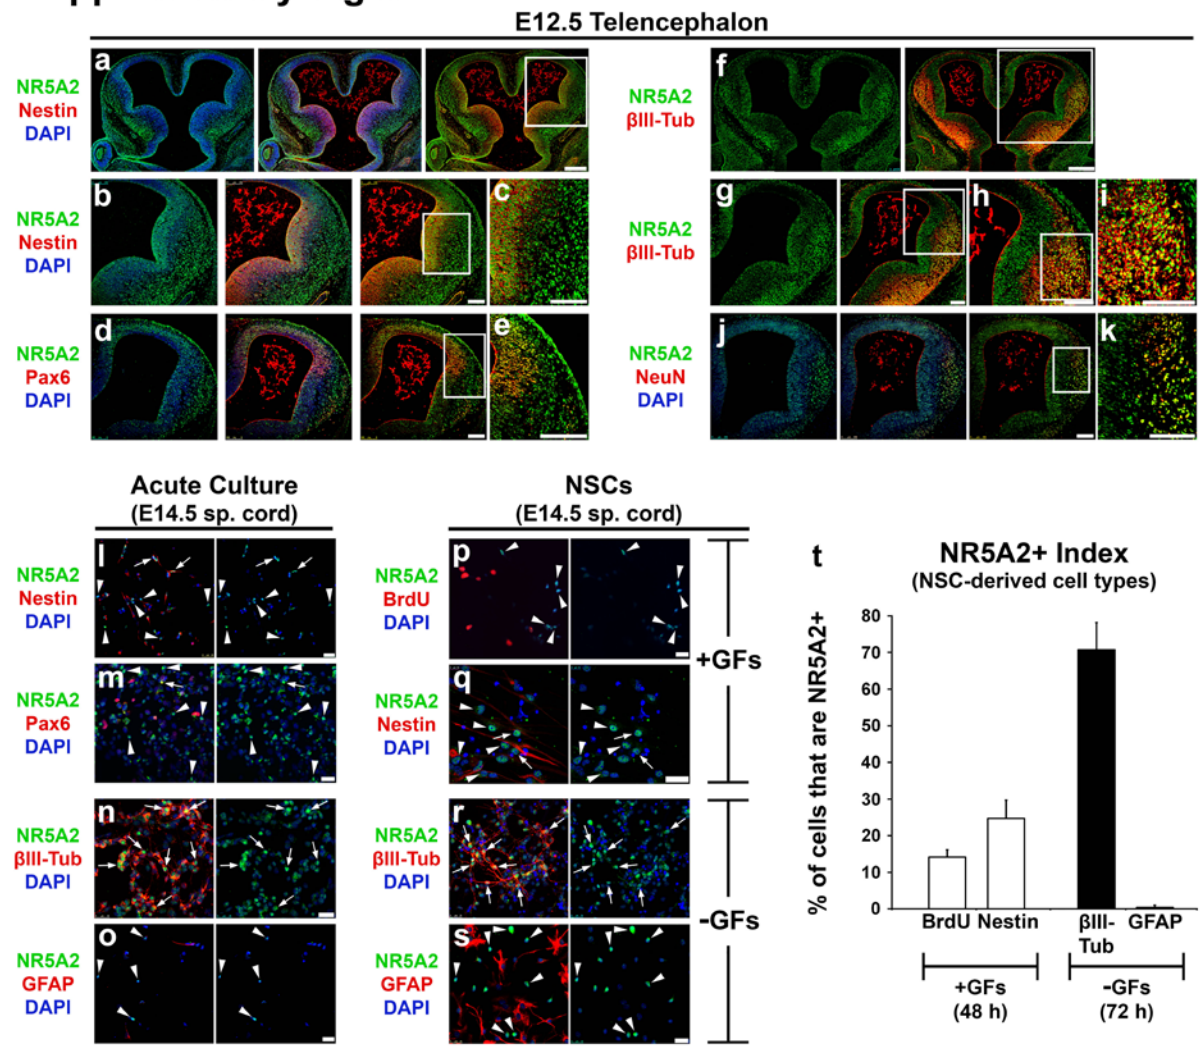 E12.5 Telencephalon
a
NR5A2
Nestin
DAPI
f
NR5A2
βIII-Tub
b
c
NR5A2
Nestin
DAPI
g
h
i
NR5A2
βIII-Tub
d
e
NR5A2
Pax6
DAPI
j
k
NR5A2
NeuN
DAPI
Acute Culture
(E14.5 sp. cord)
NSCs
(E14.5 sp. cord)
l
NR5A2
Nestin
DAPI
m
NR5A2
Pax6
DAPI
n
NR5A2
βIII-Tub
DAPI
o
NR5A2
GFAP
DAPI
p
NR5A2
BrdU
DAPI
q
NR5A2
Nestin
DAPI
r
NR5A2
βIII-Tub
DAPI
s
NR5A2
GFAP
DAPI
+GFs
-GFs
t
NR5A2+ Index
(NSC-derived cell types)
% of cells that are NR5A2+
80
70
60
50
40
30
20
10
0
BrdU Nestin
βIII-
Tub
GFAP
+GFs
(48 h)
-GFs
(72 h)